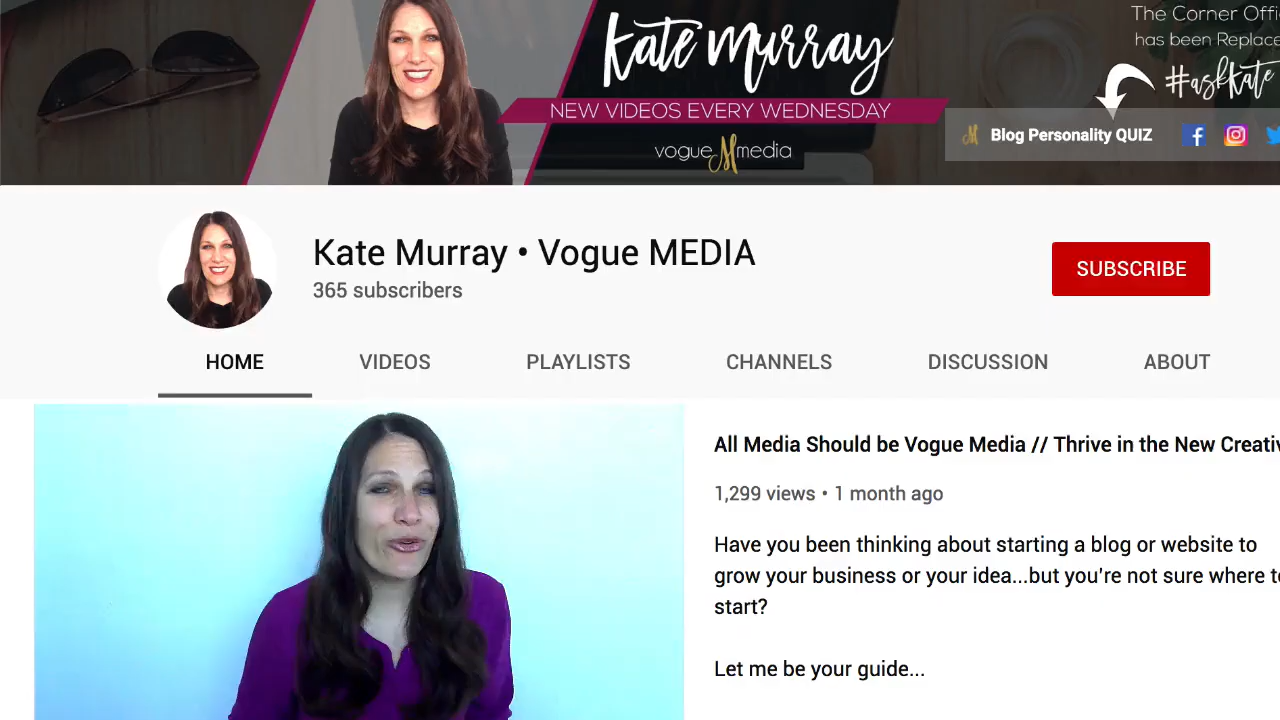 The Corner
has been
Kate Murray
#askKate
NEW VIDEOS EVERY WEDNESDAY
vogue M media
M Blog Personality QUIZ
Kate Murray • Vogue MEDIA
365 subscribers
SUBSCRIBE
HOME VIDEOS PLAYLISTS CHANNELS DISCUSSION ABOUT
All Media Should be Vogue Media // Thrive in the New
1,299 views • 1 month ago
Have you been thinking about starting a blog or website to
grow your business or your idea...but you're not sure where
start?
Let me be your guide...